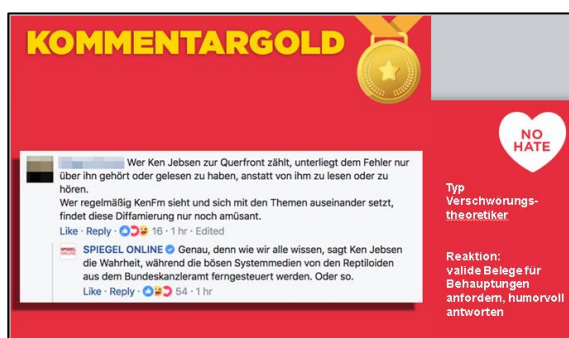 KOMMENTARGOLD
NO
HATE
Wer Ken Jebsen zur Querfront zählt, unterliegt dem Fehler nur
über ihn gehört oder gelesen zu haben, anstatt von ihm zu lesen oder zu
hören.
Wer regelmäßig KenFm sieht und sich mit den Themen auseinander setzt,
findet diese Diffamierung nur noch amüsant.
Like · Reply · 16 · 1 hr · Edited
SPIEGEL ONLINE Genau, denn wie wir alle wissen, sagt Ken Jebsen
die Wahrheit, während die bösen Systemmedien von den Reptiloiden
aus dem Bundeskanzleramt ferngesteuert werden. Oder so.
Like · Reply · 54 · 1 hr
Typ
Verschwörungs-
theoretiker
Reaktion:
valide Belege für
Behauptungen
anfordern, humorvoll
antworten